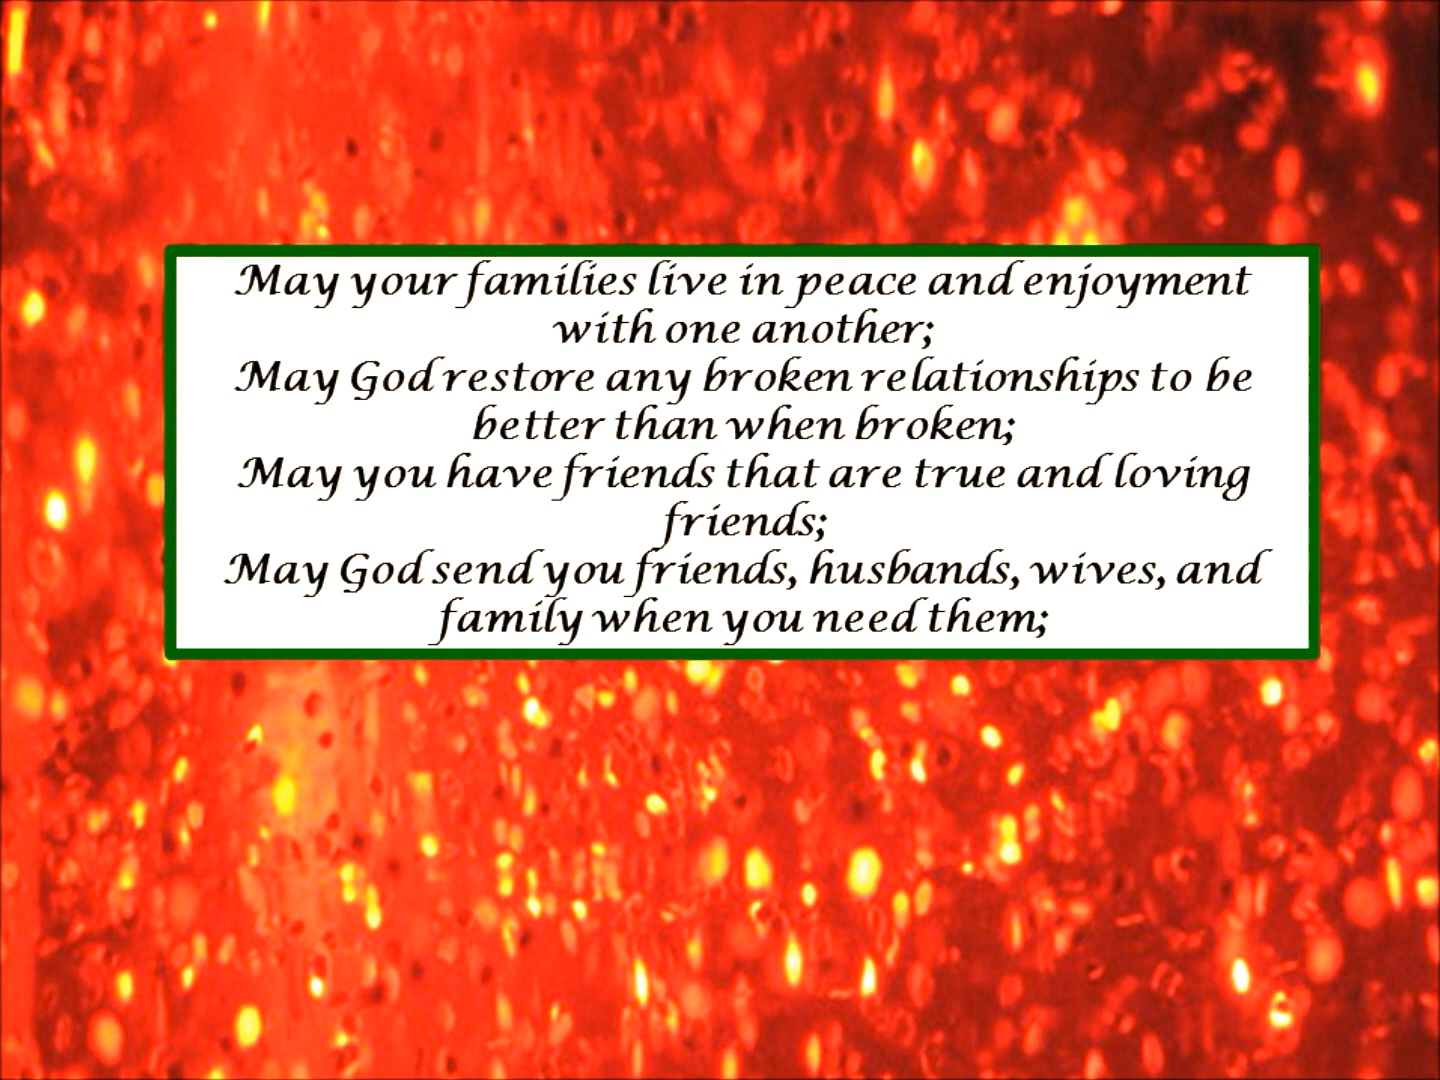 May your families live in peace and enjoyment
with one another;
May God restore any broken relationships to be
better than when broken;
May you have friends that are true and loving
friends;
May God send you friends, husbands, wives, and
family when you need them;